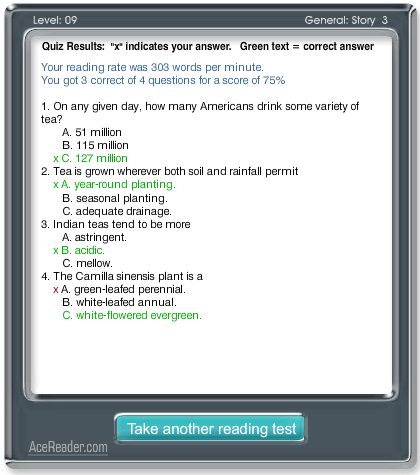 Level: 09
General: Story 3
Quiz Results: "x" indicates your answer. Green text = correct answer
Your reading rate was 303 words per minute.
You got 3 correct of 4 questions for a score of 75%
1. On any given day, how many Americans drink some variety of
tea?
A. 51 million
B. 115 million
x C. 127 million
2. Tea is grown wherever both soil and rainfall permit
x A. year-round planting.
B. seasonal planting.
C. adequate drainage.
3. Indian teas tend to be more
A. astringent.
x B. acidic.
C. mellow.
4. The Camilla sinensis plant is a
x A. green-leafed perennial.
B. white-leafed annual.
C. white-flowered evergreen.
Take another reading test
AceReader.com